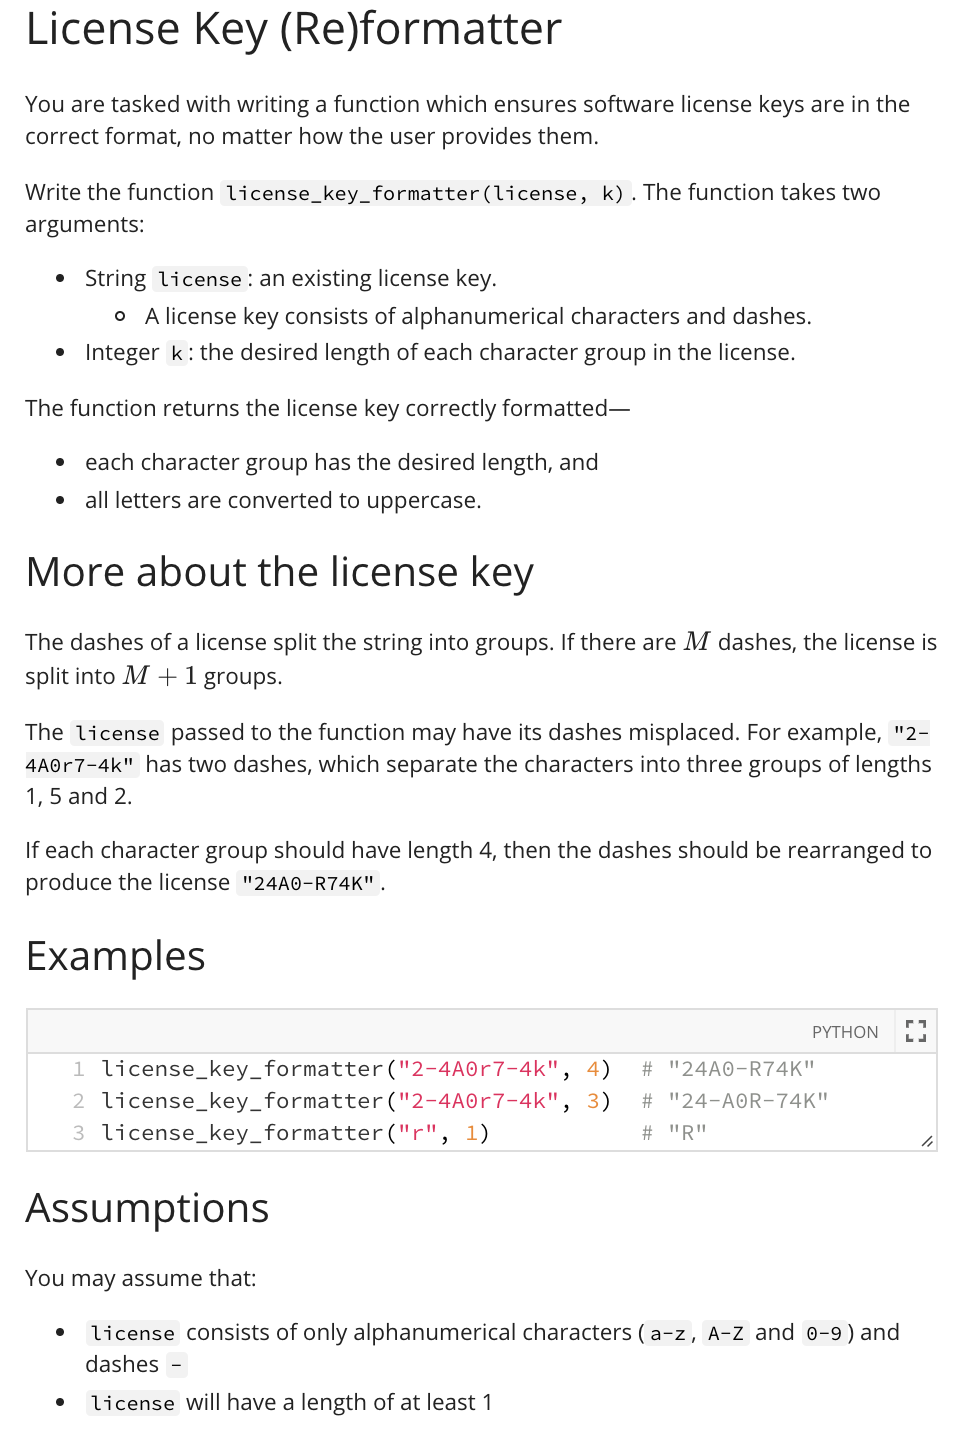 License Key (Re)formatter
You are tasked with writing a function which ensures software license keys are in the
correct format, no matter how the user provides them.
Write the function license_key_formatter(license, k). The function takes two
arguments:
• String license: an existing license key.
◦ A license key consists of alphanumerical characters and dashes.
• Integer k: the desired length of each character group in the license.
The function returns the license key correctly formatted—
• each character group has the desired length, and
• all letters are converted to uppercase.
More about the license key
The dashes of a license split the string into groups. If there are M dashes, the license is
split into M + 1 groups.
The license passed to the function may have its dashes misplaced. For example, "2-
4A0r7-4k" has two dashes, which separate the characters into three groups of lengths
1, 5 and 2.
If each character group should have length 4, then the dashes should be rearranged to
produce the license "24A0-R74K".
Examples
PYTHON
1 license_key_formatter("2-4A0r7-4k", 4)  # "24A0-R74K"
2 license_key_formatter("2-4A0r7-4k", 3)  # "24-A0R-74K"
3 license_key_formatter("r", 1)           # "R"
Assumptions
You may assume that:
• license consists of only alphanumerical characters (a-z, A-Z and 0-9) and
dashes -
• license will have a length of at least 1